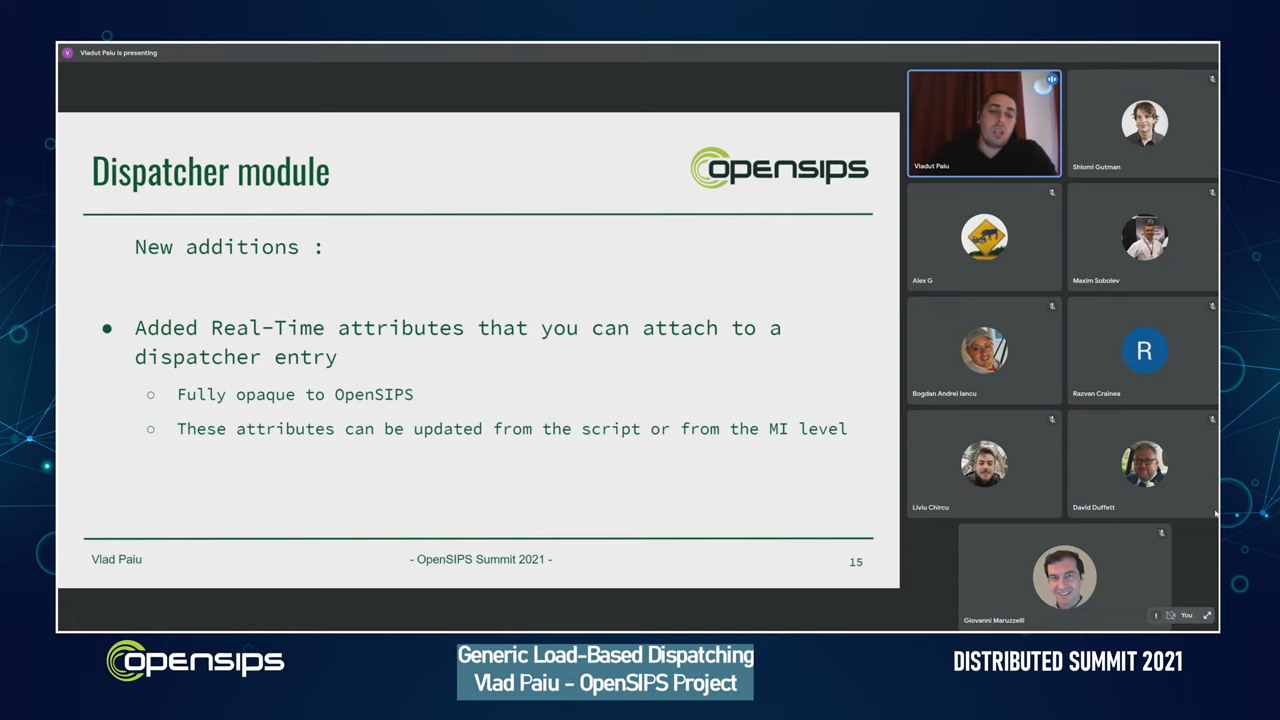 V
Vladut Paiu is presenting
Dispatcher module
opensips
New additions :
● Added Real-Time attributes that you can attach to a
dispatcher entry
○ Fully opaque to OpenSIPS
○ These attributes can be updated from the script or from the MI level
Vlad Paiu
- OpenSIPS Summit 2021 -
15
Vladut Paiu
Shlomi Gutman
Alex G
Maxim Sobolev
Bogdan Andrei Iancu
R
Razvan Crainea
Liviu Chircu
David Duffett
Giovanni Maruzzelli
You
opensips
Generic Load-Based Dispatching
Vlad Paiu - OpenSIPS Project
DISTRIBUTED SUMMIT 2021